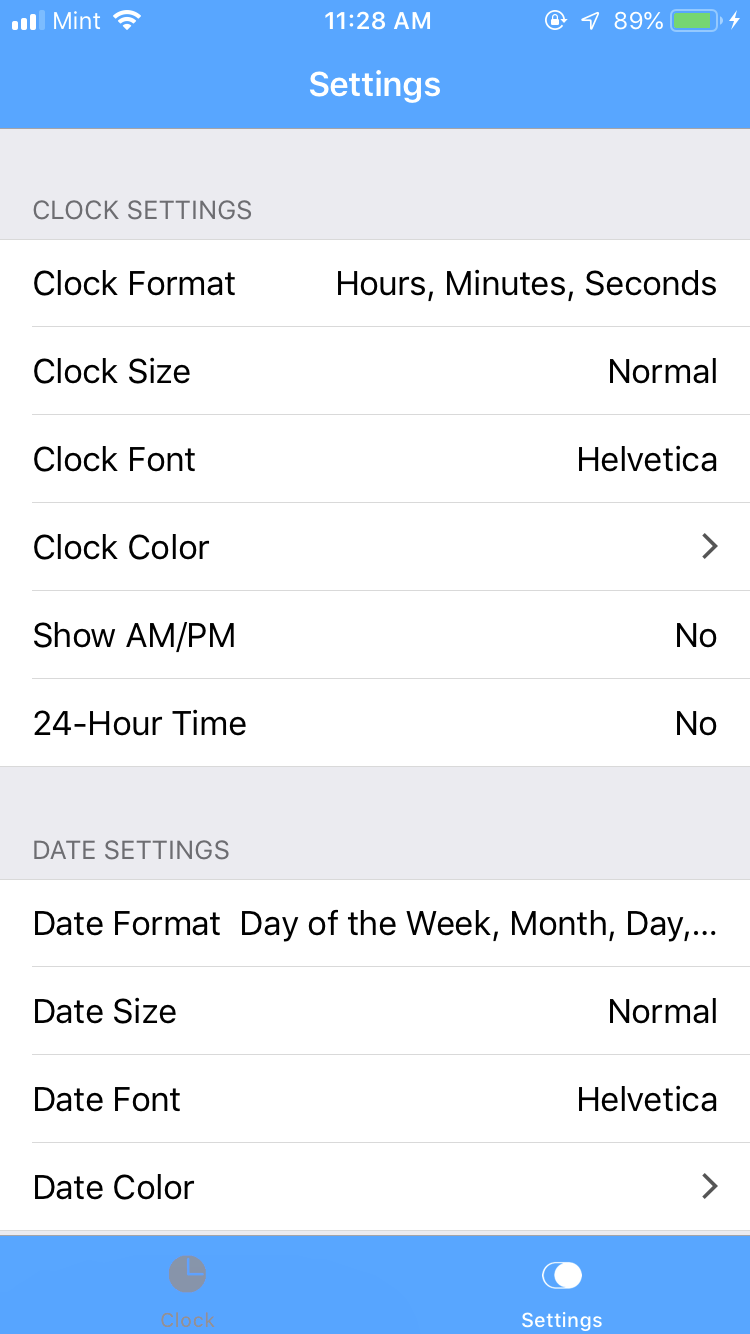 Mint 11:28 AM 89%
Settings
CLOCK SETTINGS
Clock Format Hours, Minutes, Seconds
Clock Size Normal
Clock Font Helvetica
Clock Color
Show AM/PM No
24-Hour Time No
DATE SETTINGS
Date Format Day of the Week, Month, Day,...
Date Size Normal
Date Font Helvetica
Date Color
Clock Settings